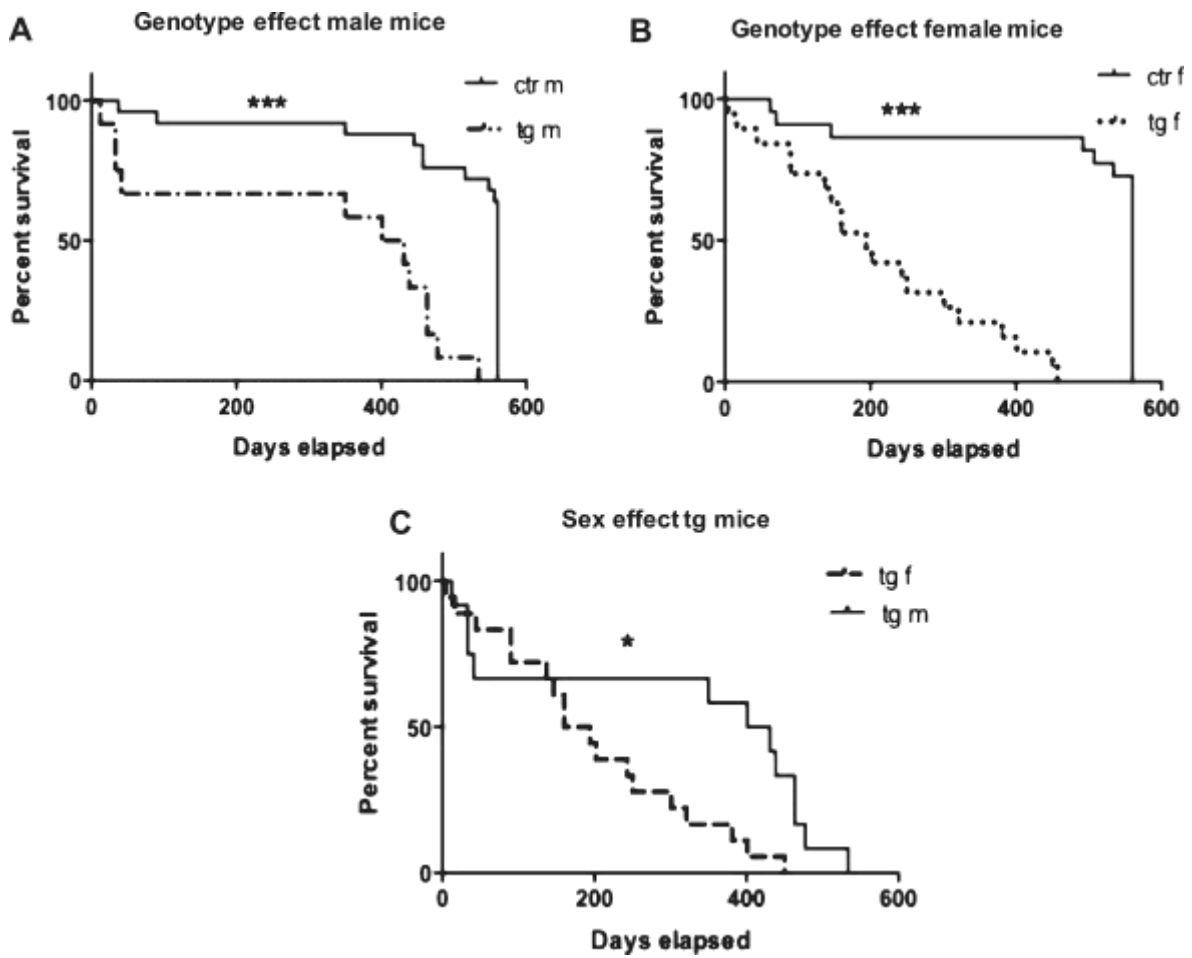 A
Genotype effect male mice
ctr m
tg m
***
Percent survival
100
50
0
0 200 400 600
Days elapsed
B
Genotype effect female mice
ctr f
tg f
***
Percent survival
100
50
0
0 200 400 600
Days elapsed
C
Sex effect tg mice
tg f
tg m
*
Percent survival
100
50
0
0 200 400 600
Days elapsed